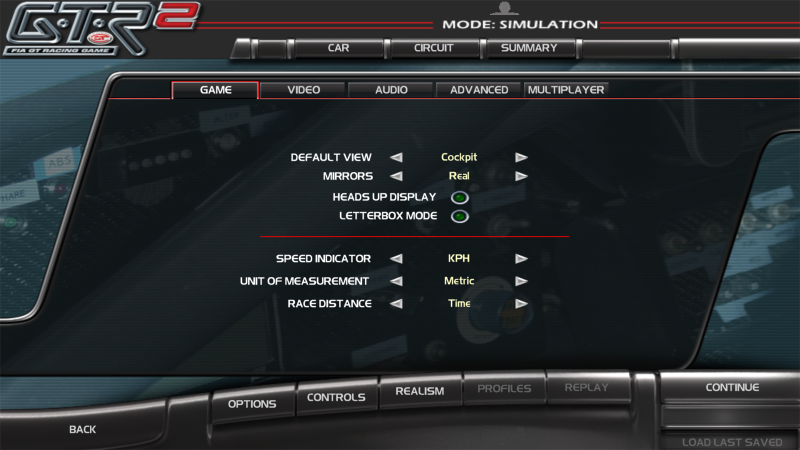 GTR2
FIA GT RACING GAME
MODE: SIMULATION
CAR CIRCUIT SUMMARY
GAME VIDEO AUDIO ADVANCED MULTIPLAYER
ABS
DEFAULT VIEW Cockpit
MIRRORS Real
HEADS UP DISPLAY
LETTERBOX MODE
SPEED INDICATOR KPH
UNIT OF MEASUREMENT Metric
RACE DISTANCE Time
BACK OPTIONS CONTROLS REALISM PROFILES REPLAY CONTINUE
LOAD LAST SAVED